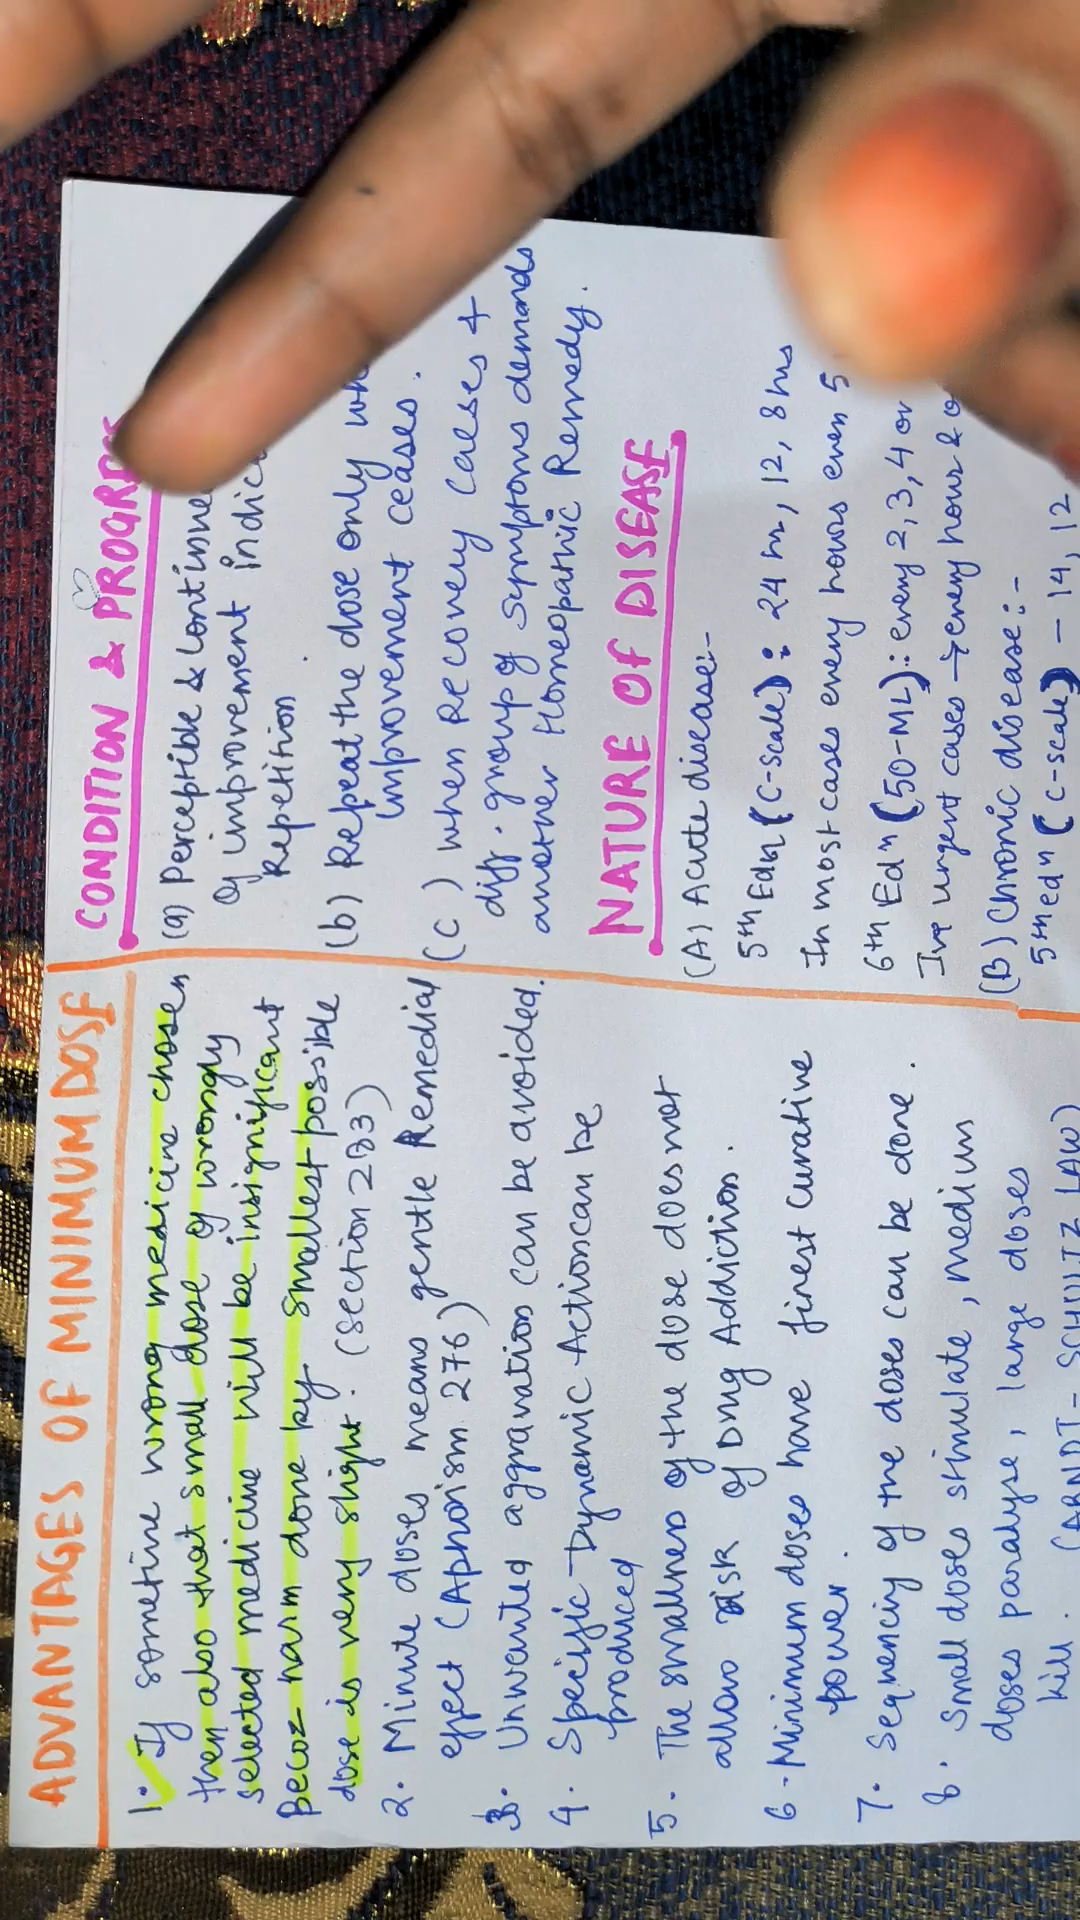 ADVANTAGES OF MINIMUM DOSE
1. If sometime wrong medicine chosen
then also that small dose of wrongly
selected medicine will be insignificant
Becoz harm done by smallest possible
dose is very slight. (section 283)
2. Minute doses means gentle Remedial
effect (Aphorism 276)
3. Unwanted aggravation can be avoided.
4. Specific-Dynamic Action can be
produced
5. The smallness of the dose does not
allow risk of Drug Addiction.
6. Minimum doses have finest curative
power.
7. Sequencing of the doses can be done.
8. Small doses stimulate, medium
doses paralyse, large doses
kill. (ARNDT- SCHULTZ LAW)
CONDITION & PROGRESS
(a) Perceptible & continue
of improvement indic
Repetition
(b) Repeat the dose only wh
improvement ceases.
(c) when recovery cases &
diff. group of symptoms demands
another Homeopathic Remedy.
NATURE OF DISEASE
(A) Acute disease:-
5th Edn (C-scale): 24 hr, 12, 8 hrs
In most cases every hours even 5
6th Edn (50-ML): every 2, 3, 4 or
urgent cases → every hour & o
(B) Chronic disease:-
5th edn (C-scale) - 14, 12